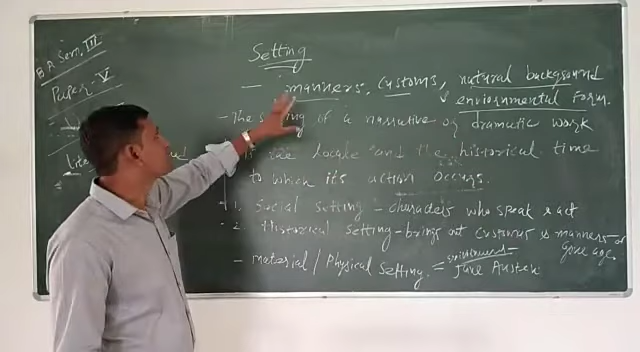 B A Sem. III
Paper - V
Setting
- manners, customs, natural background
& enviornmental form.
- The setting of a narrative or dramatic work
is the locale and the historical time
to which its action occurs.
1. Social setting - characters who speak & act
2. Historical setting - brings out customs & manners of
give age.
- material / Physical setting. = Jane Austen